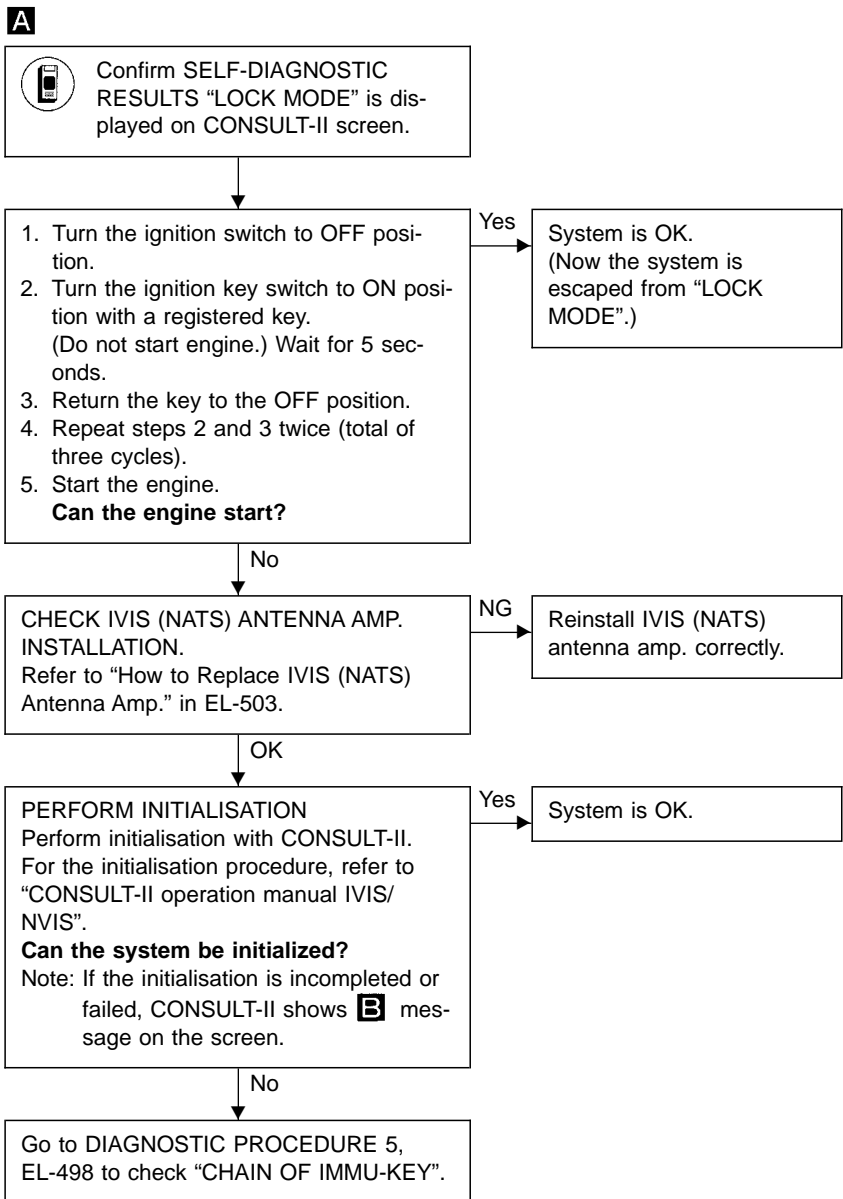 A
Confirm SELF-DIAGNOSTIC
RESULTS “LOCK MODE” is dis-
played on CONSULT-II screen.
1. Turn the ignition switch to OFF posi-
tion.
2. Turn the ignition key switch to ON posi-
tion with a registered key.
(Do not start engine.) Wait for 5 sec-
onds.
3. Return the key to the OFF position.
4. Repeat steps 2 and 3 twice (total of
three cycles).
5. Start the engine.
Can the engine start?
Yes
System is OK.
(Now the system is
escaped from “LOCK
MODE”.)
No
CHECK IVIS (NATS) ANTENNA AMP.
INSTALLATION.
Refer to “How to Replace IVIS (NATS)
Antenna Amp.” in EL-503.
NG
Reinstall IVIS (NATS)
antenna amp. correctly.
OK
PERFORM INITIALISATION
Perform initialisation with CONSULT-II.
For the initialisation procedure, refer to
“CONSULT-II operation manual IVIS/
NVIS”.
Can the system be initialized?
Note: If the initialisation is incompleted or
failed, CONSULT-II shows B mes-
sage on the screen.
Yes
System is OK.
No
Go to DIAGNOSTIC PROCEDURE 5,
EL-498 to check “CHAIN OF IMMU-KEY”.